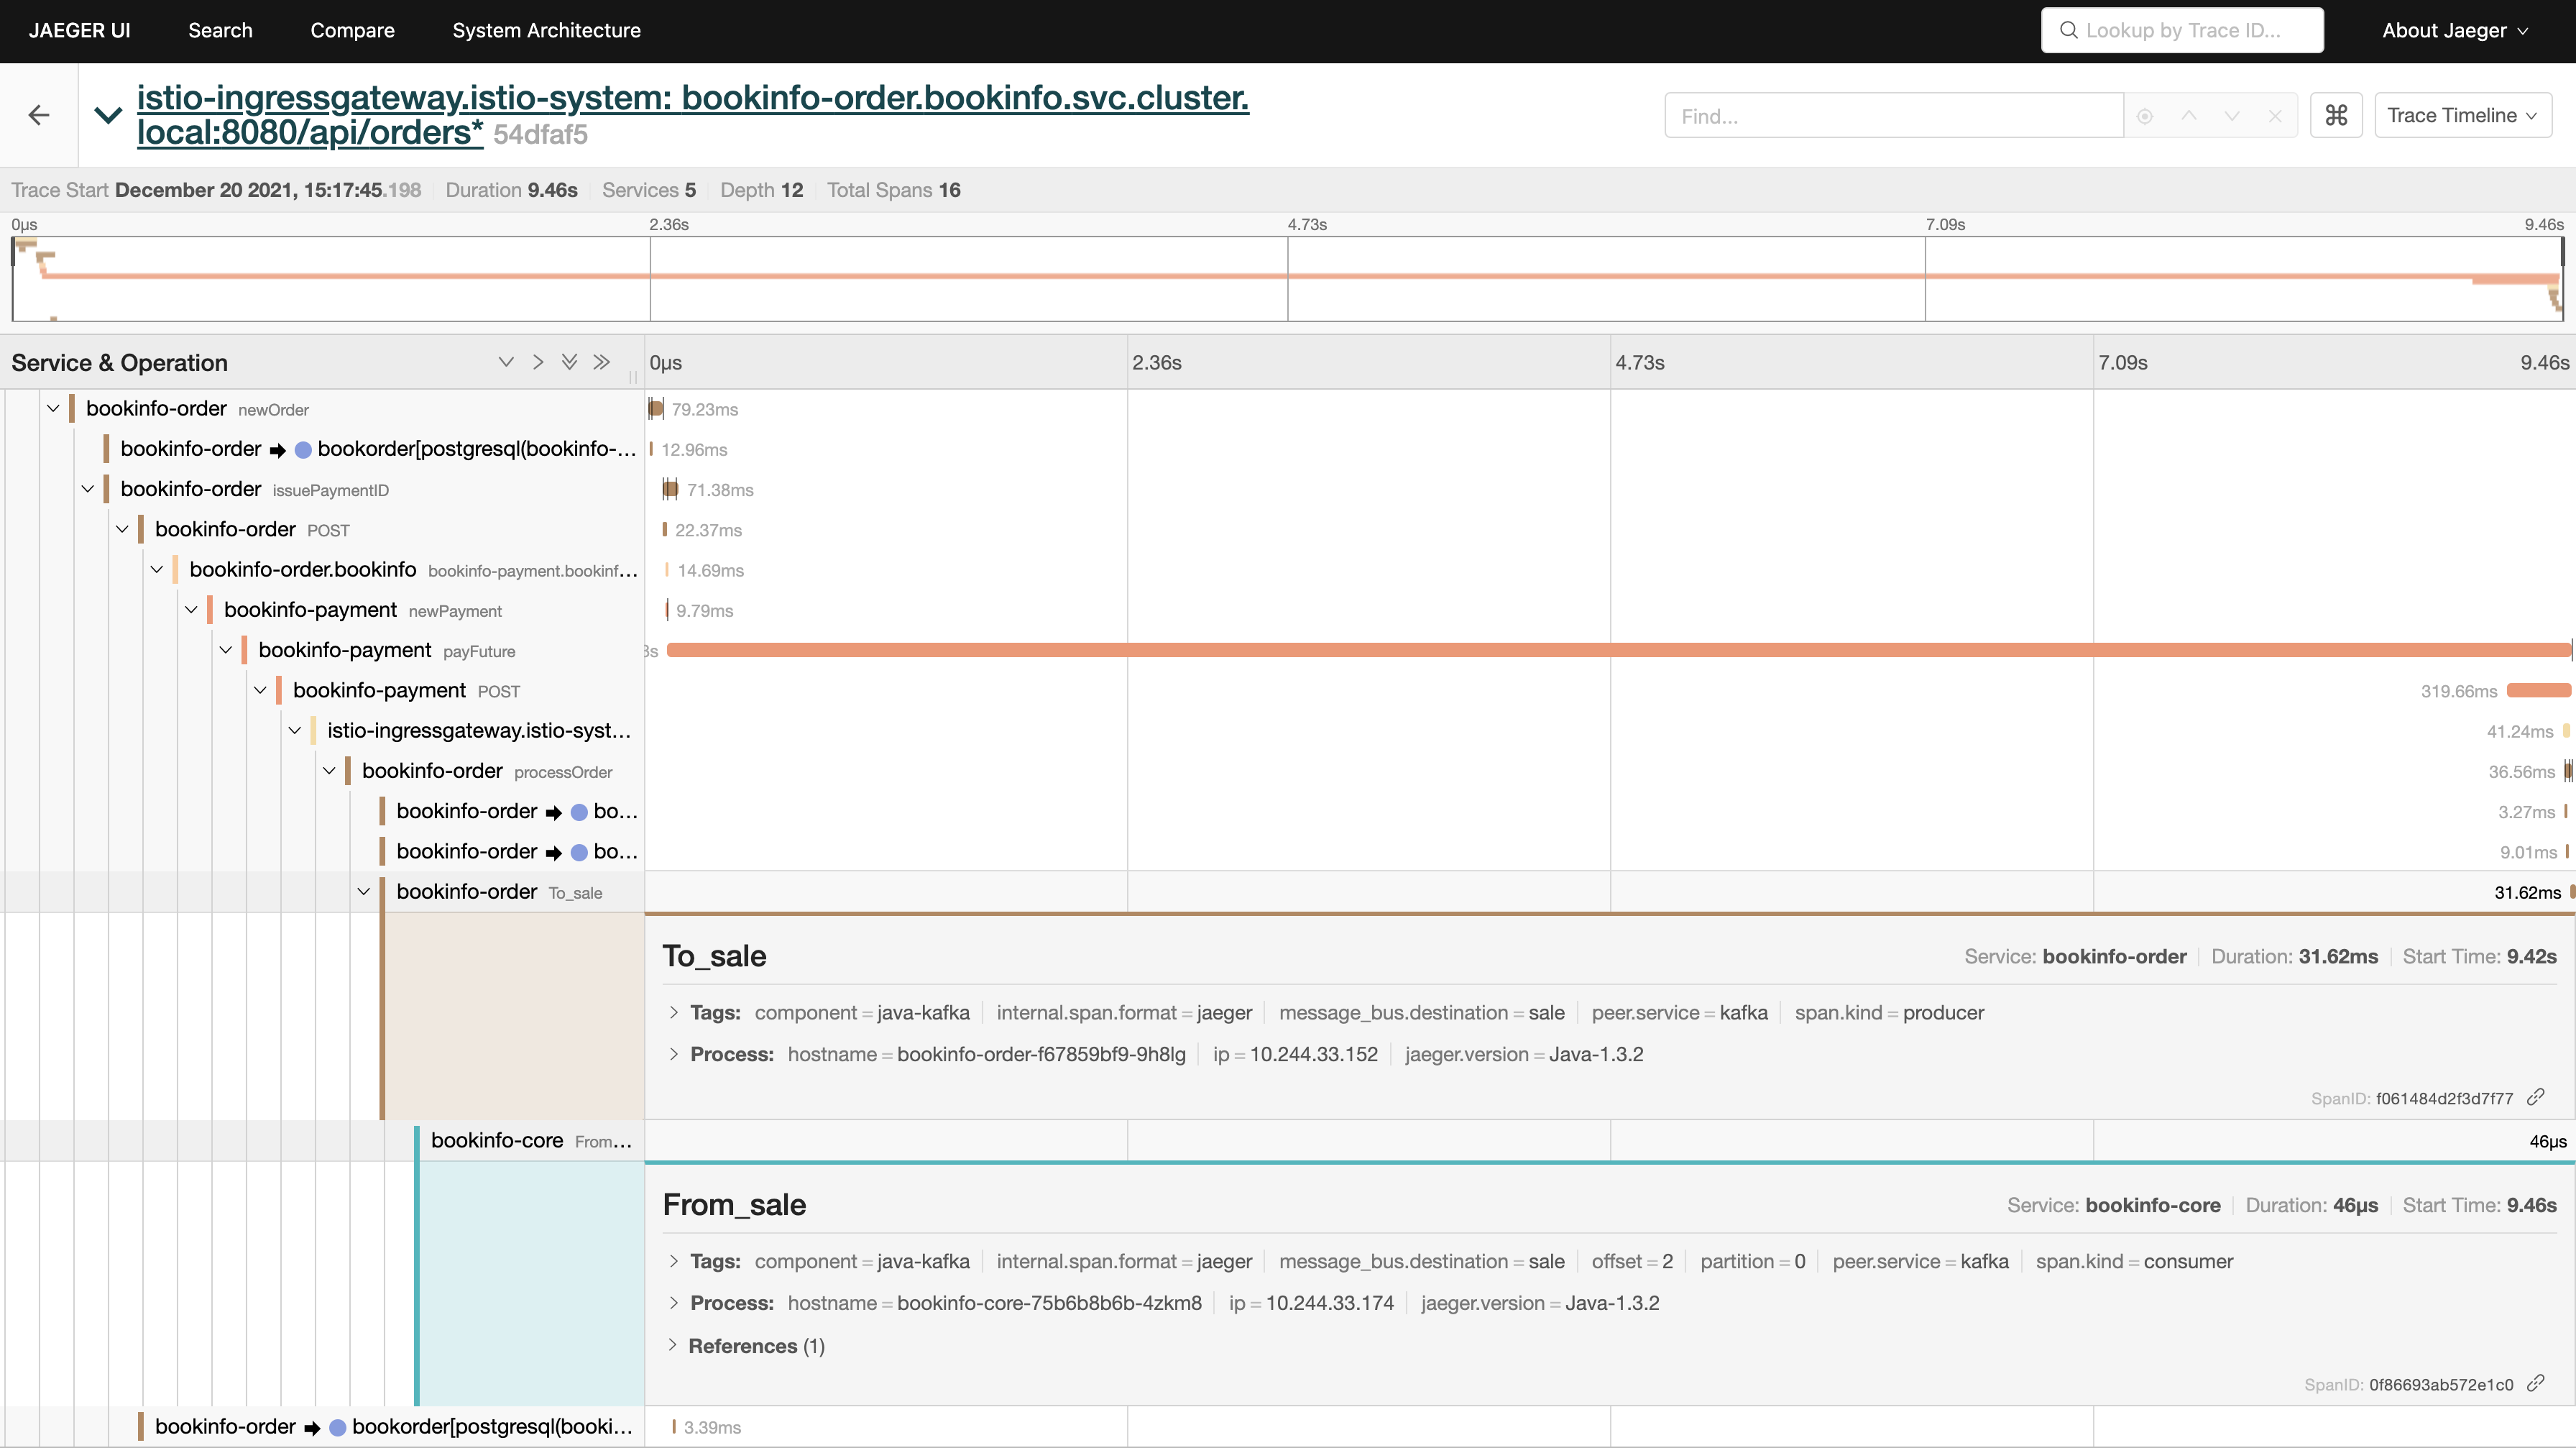 JAEGER UI Search Compare System Architecture Lookup by Trace ID... About Jaeger
istio-ingressgateway.istio-system: bookinfo-order.bookinfo.svc.cluster.
local:8080/api/orders* 54dfaf5
Find... Trace Timeline
Trace Start December 20 2021, 15:17:45.198 Duration 9.46s Services 5 Depth 12 Total Spans 16
0μs 2.36s 4.73s 7.09s 9.46s
Service & Operation 0μs 2.36s 4.73s 7.09s 9.46s
bookinfo-order newOrder 79.23ms
bookinfo-order bookorder[postgresql(bookinfo-... 12.96ms
bookinfo-order issuePaymentID 71.38ms
bookinfo-order POST 22.37ms
bookinfo-order.bookinfo bookinfo-payment.bookinf... 14.69ms
bookinfo-payment newPayment 9.79ms
bookinfo-payment payFuture
bookinfo-payment POST 319.66ms
istio-ingressgateway.istio-syst... 41.24ms
bookinfo-order processOrder 36.56ms
bookinfo-order bo... 3.27ms
bookinfo-order bo... 9.01ms
bookinfo-order To_sale 31.62ms
To_sale Service: bookinfo-order Duration: 31.62ms Start Time: 9.42s
Tags: component = java-kafka internal.span.format = jaeger message_bus.destination = sale peer.service = kafka span.kind = producer
Process: hostname = bookinfo-order-f67859bf9-9h8lg ip = 10.244.33.152 jaeger.version = Java-1.3.2
SpanID: f061484d2f3d7f77
bookinfo-core From... 46μs
From_sale Service: bookinfo-core Duration: 46μs Start Time: 9.46s
Tags: component = java-kafka internal.span.format = jaeger message_bus.destination = sale offset = 2 partition = 0 peer.service = kafka span.kind = consumer
Process: hostname = bookinfo-core-75b6b8b6b-4zkm8 ip = 10.244.33.174 jaeger.version = Java-1.3.2
References (1)
SpanID: 0f86693ab572e1c0
bookinfo-order bookorder[postgresql(booki... 3.39ms